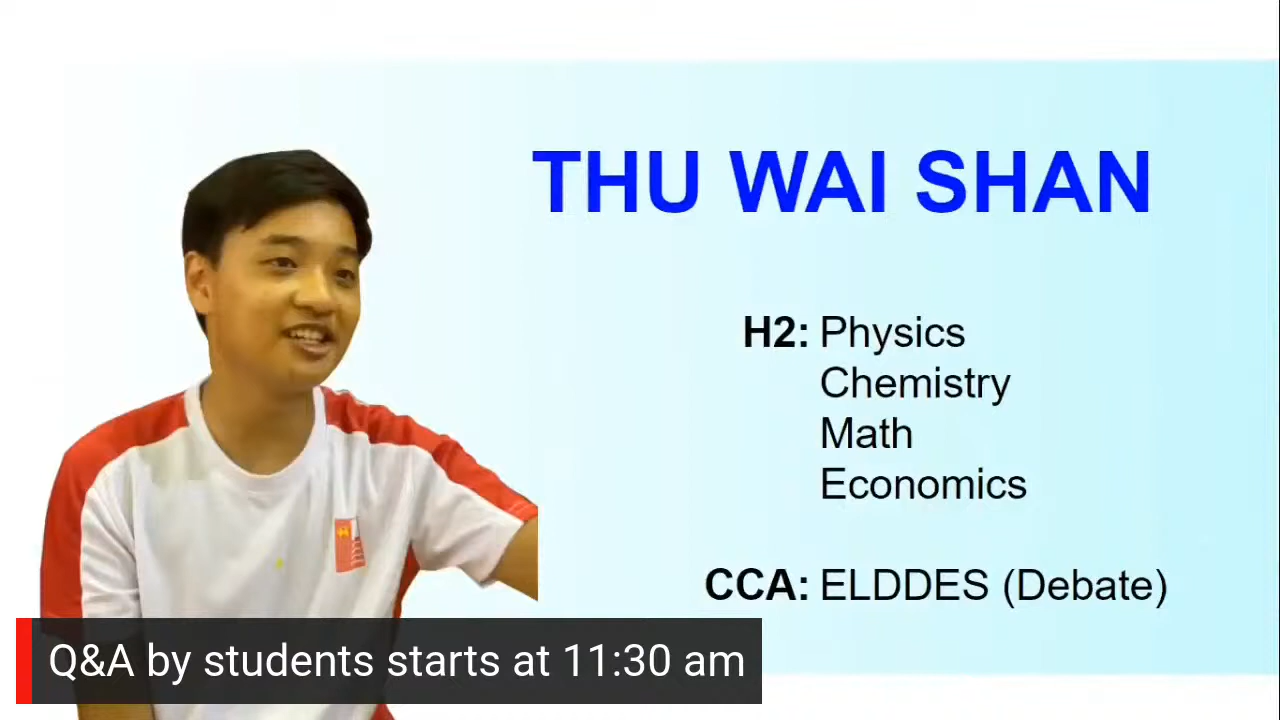 THU WAI SHAN
H2: Physics
Chemistry
Math
Economics
CCA: ELDDES (Debate)
Q&A by students starts at 11:30 am